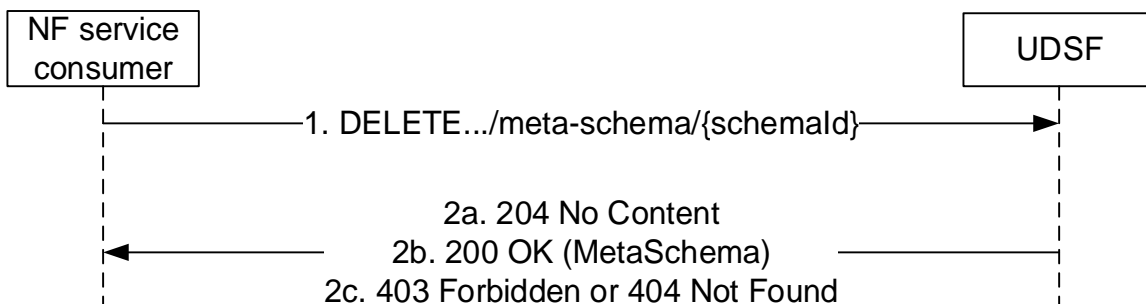 NF service
consumer
UDSF
1. DELETE.../meta-schema/{schemaId}
2a. 204 No Content
2b. 200 OK (MetaSchema)
2c. 403 Forbidden or 404 Not Found